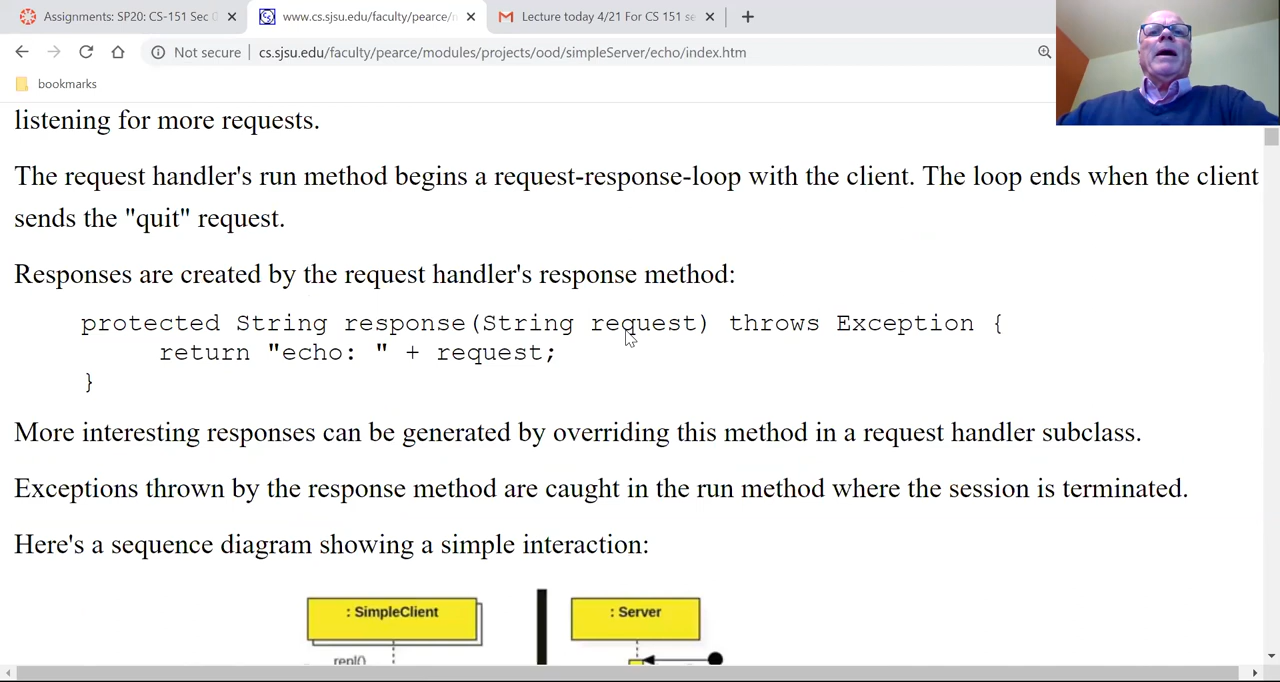 Assignments: SP20: CS-151 Sec
www.cs.sjsu.edu/faculty/pearce/
Lecture today 4/21 For CS 151 se
Not secure | cs.sjsu.edu/faculty/pearce/modules/projects/ood/simpleServer/echo/index.htm
bookmarks
listening for more requests.
The request handler's run method begins a request-response-loop with the client. The loop ends when the client
sends the "quit" request.
Responses are created by the request handler's response method:
protected String response(String request) throws Exception {
return "echo: " + request;
}
More interesting responses can be generated by overriding this method in a request handler subclass.
Exceptions thrown by the response method are caught in the run method where the session is terminated.
Here's a sequence diagram showing a simple interaction:
: SimpleClient
: Server
repl()